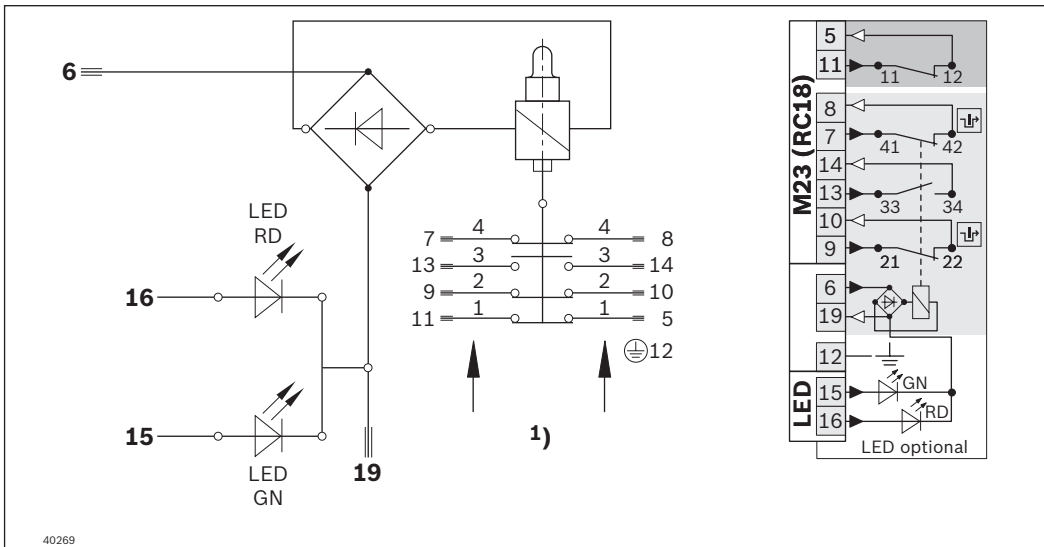 6
LED
RD
16
15
LED
GN
19
7 4 4 8
13 3 3 14
9 2 2 10
11 1 1 5
12
1)
M23 (RC18)
5
11 11 12
8
7 41 42
14
13 33 34
10
9 21 22
6
19
12
LED
15 GN
16 RD
LED optional
40269